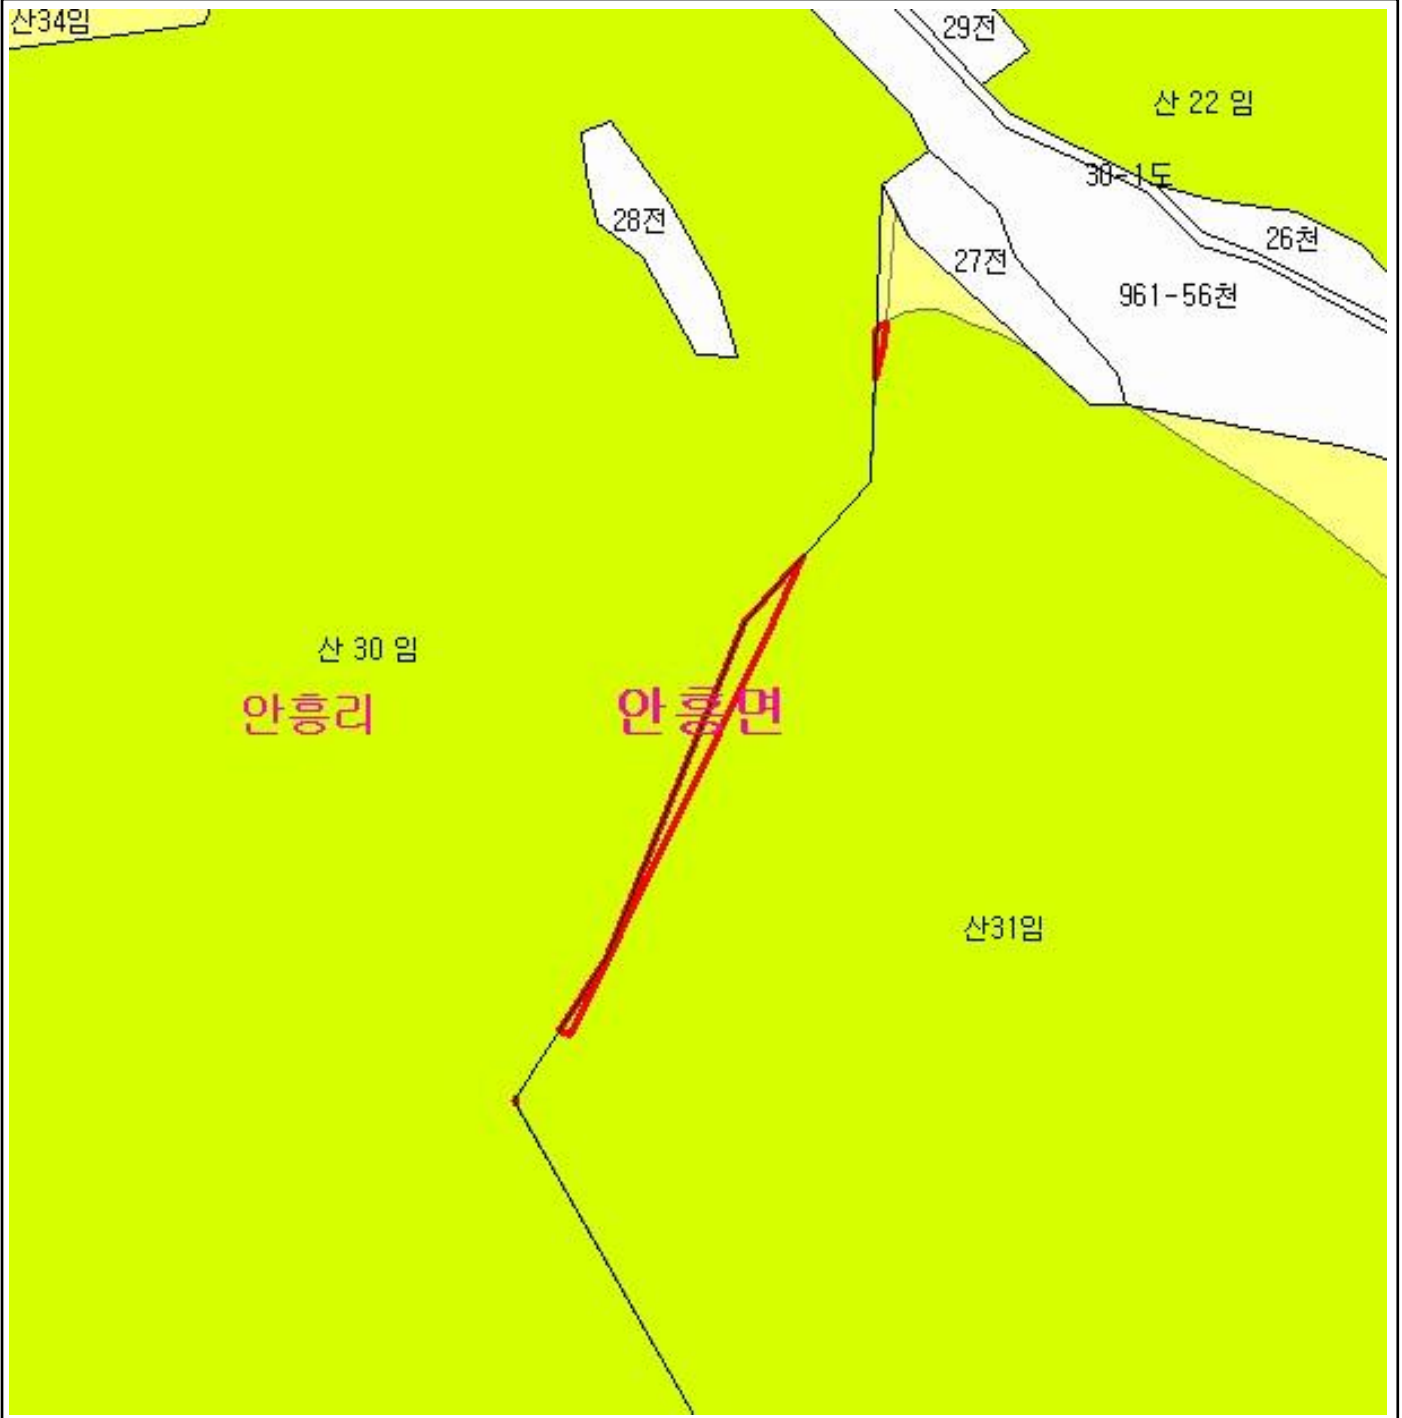 산34임
29전
산 22 임
30-1도
28전
26천
27전
961-56천
산 30 임
안흥리
안흥면
산31임